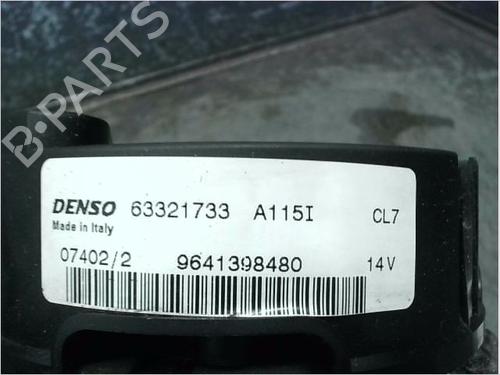 B-PARTS
DENSO 63321733 A115I CL7
Made in Italy
07402/2 9641398480 14V